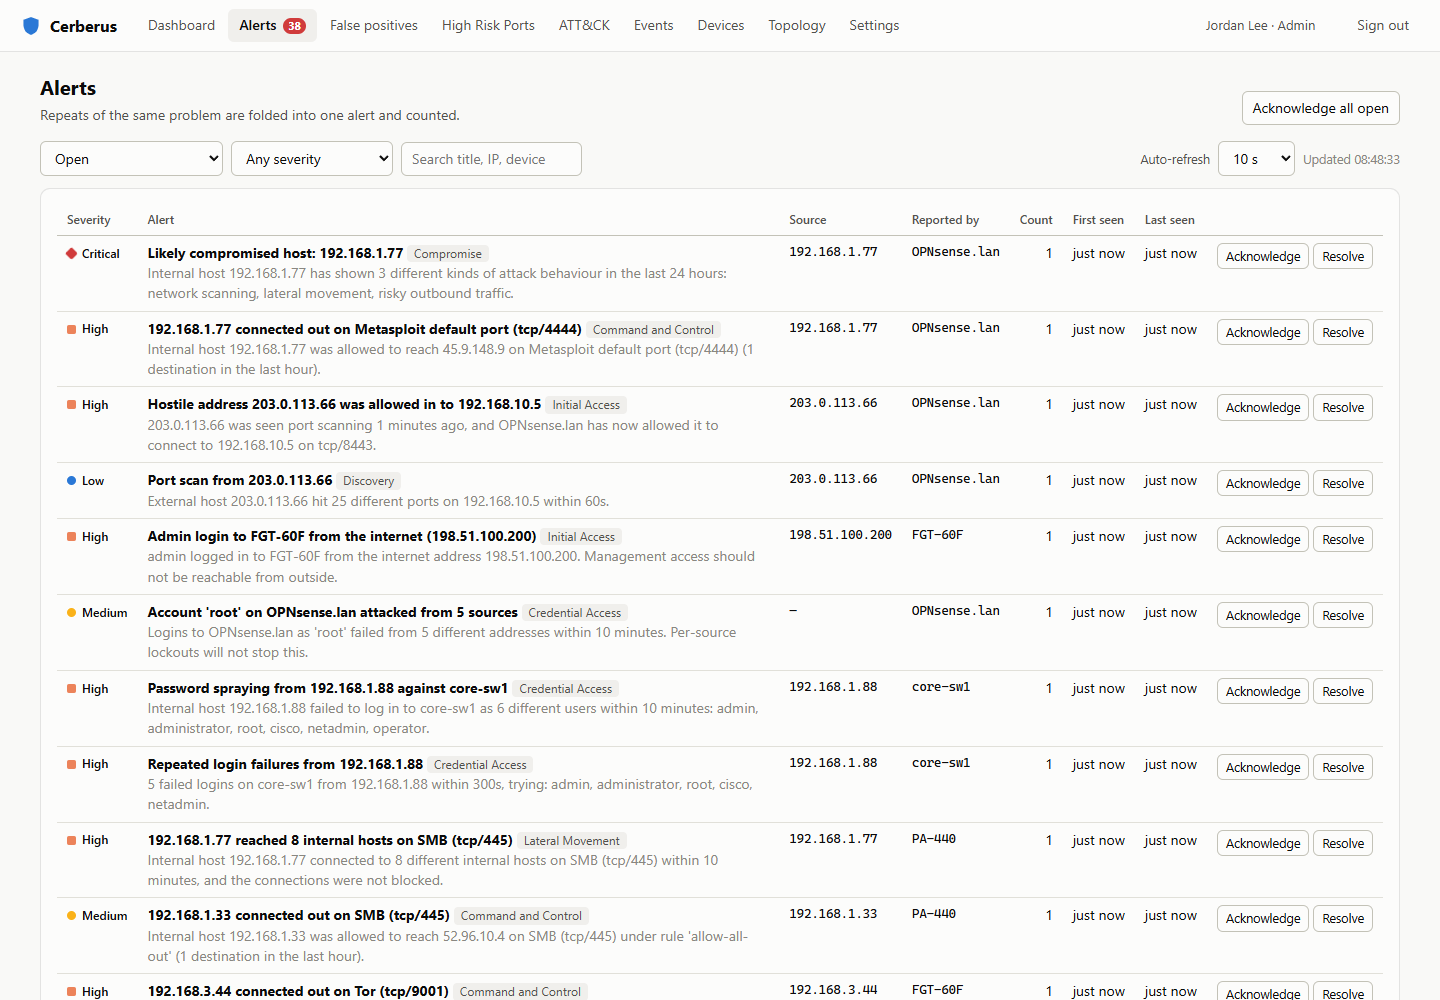 Cerberus Dashboard Alerts 38 False positives High Risk Ports ATT&CK Events Devices Topology Settings Jordan Lee · Admin Sign out
Alerts
Repeats of the same problem are folded into one alert and counted.
Acknowledge all open
Open Any severity Search title, IP, device Auto-refresh 10 s Updated 08:48:33
Severity Alert Source Reported by Count First seen Last seen
Critical Likely compromised host: 192.168.1.77 Compromise 192.168.1.77 OPNsense.lan 1 just now just now Acknowledge Resolve
Internal host 192.168.1.77 has shown 3 different kinds of attack behaviour in the last 24 hours:
network scanning, lateral movement, risky outbound traffic.
High 192.168.1.77 connected out on Metasploit default port (tcp/4444) Command and Control 192.168.1.77 OPNsense.lan 1 just now just now Acknowledge Resolve
Internal host 192.168.1.77 was allowed to reach 45.9.148.9 on Metasploit default port (tcp/4444) (1
destination in the last hour).
High Hostile address 203.0.113.66 was allowed in to 192.168.10.5 Initial Access 203.0.113.66 OPNsense.lan 1 just now just now Acknowledge Resolve
203.0.113.66 was seen port scanning 1 minutes ago, and OPNsense.lan has now allowed it to
connect to 192.168.10.5 on tcp/8443.
Low Port scan from 203.0.113.66 Discovery 203.0.113.66 OPNsense.lan 1 just now just now Acknowledge Resolve
External host 203.0.113.66 hit 25 different ports on 192.168.10.5 within 60s.
High Admin login to FGT-60F from the internet (198.51.100.200) Initial Access 198.51.100.200 FGT-60F 1 just now just now Acknowledge Resolve
admin logged in to FGT-60F from the internet address 198.51.100.200. Management access should
not be reachable from outside.
Medium Account 'root' on OPNsense.lan attacked from 5 sources Credential Access – OPNsense.lan 1 just now just now Acknowledge Resolve
Logins to OPNsense.lan as 'root' failed from 5 different addresses within 10 minutes. Per-source
lockouts will not stop this.
High Password spraying from 192.168.1.88 against core-sw1 Credential Access 192.168.1.88 core-sw1 1 just now just now Acknowledge Resolve
Internal host 192.168.1.88 failed to log in to core-sw1 as 6 different users within 10 minutes: admin,
administrator, root, cisco, netadmin, operator.
High Repeated login failures from 192.168.1.88 Credential Access 192.168.1.88 core-sw1 1 just now just now Acknowledge Resolve
5 failed logins on core-sw1 from 192.168.1.88 within 300s, trying: admin, administrator, root, cisco,
netadmin.
High 192.168.1.77 reached 8 internal hosts on SMB (tcp/445) Lateral Movement 192.168.1.77 PA-440 1 just now just now Acknowledge Resolve
Internal host 192.168.1.77 connected to 8 different internal hosts on SMB (tcp/445) within 10
minutes, and the connections were not blocked.
Medium 192.168.1.33 connected out on SMB (tcp/445) Command and Control 192.168.1.33 PA-440 1 just now just now Acknowledge Resolve
Internal host 192.168.1.33 was allowed to reach 52.96.10.4 on SMB (tcp/445) under rule 'allow-all-
out' (1 destination in the last hour).
High 192.168.3.44 connected out on Tor (tcp/9001) Command and Control 192.168.3.44 FGT-60F 1 just now just now Acknowledge Resolve